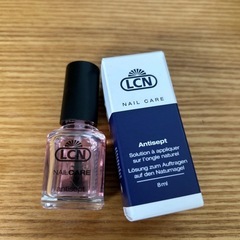 LCN
NAIL CARE
Antisept
LCN
NAIL CARE
Antisept
Solution à appliquer
sur l'ongle naturel
Lösung zum Auftragen
auf den Naturnagel
8ml